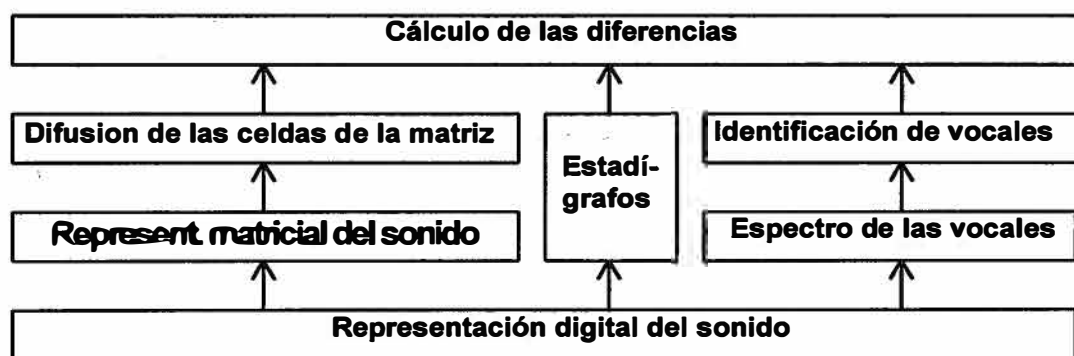 Cálculo de las diferencias
Difusion de las celdas de la matriz
Estadí-
grafos
Identificación de vocales
Represent. matricial del sonido
Espectro de las vocales
Representación digital del sonido